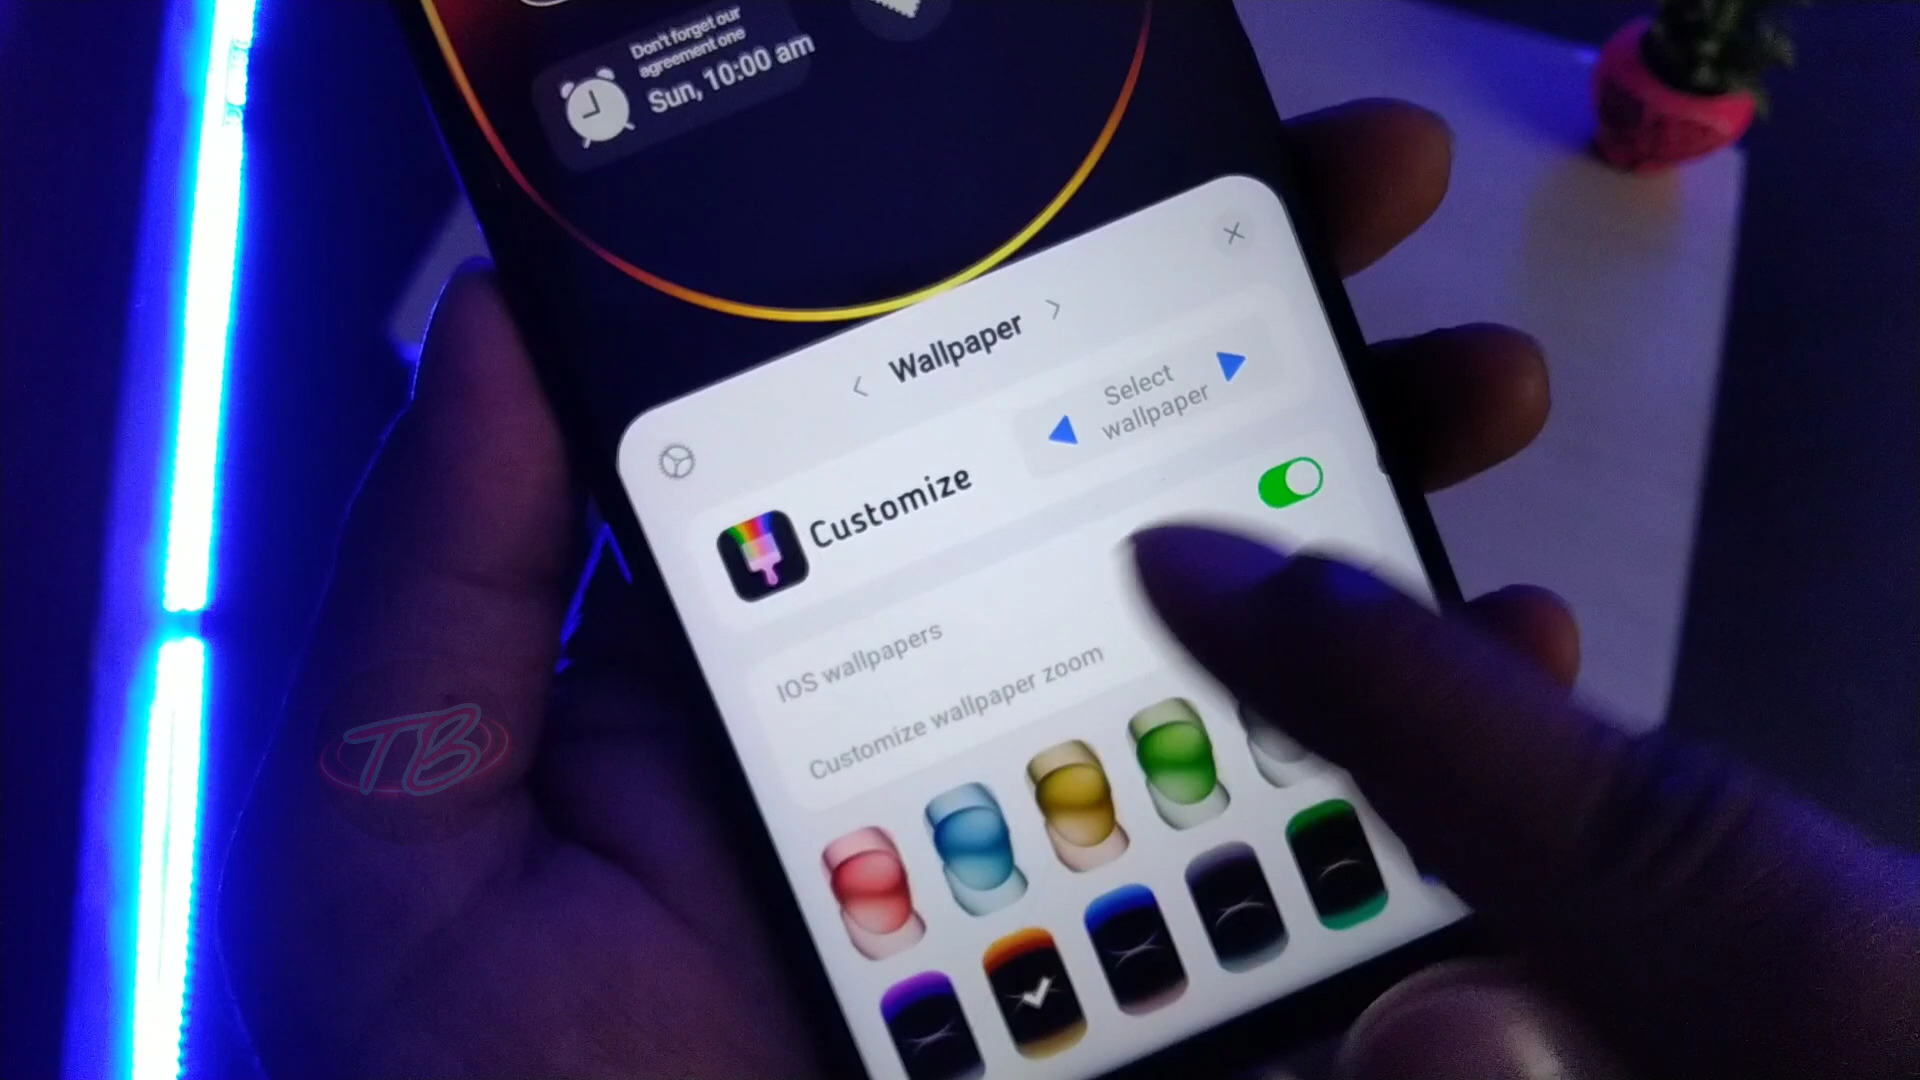 Don't forget our
agreement one
Sun, 10:00 am
Wallpaper
Select
wallpaper
Customize
IOS wallpapers
Customize wallpaper zoom
TB